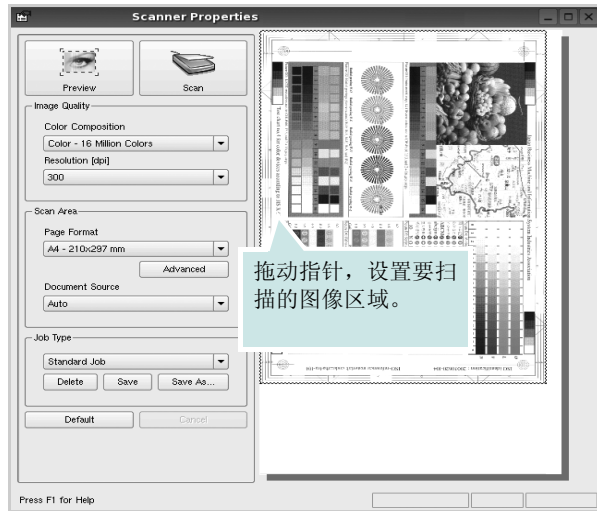 Scanner Properties
Preview
Scan
Image Quality
Color Composition
Color - 16 Million Colors
Resolution [dpi]
300
Scan Area
Page Format
A4 - 210x297 mm
Advanced
Document Source
Auto
Job Type
Standard Job
Delete
Save
Save As...
Default
Cancel
拖动指针，设置要扫
描的图像区域。
Press F1 for Help